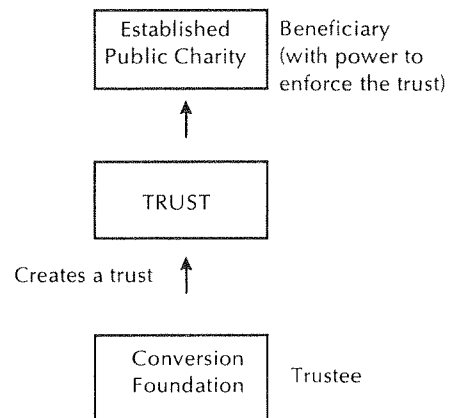 Established
Public Charity
Beneficiary
(with power to
enforce the trust)
TRUST
Creates a trust
Conversion
Foundation
Trustee